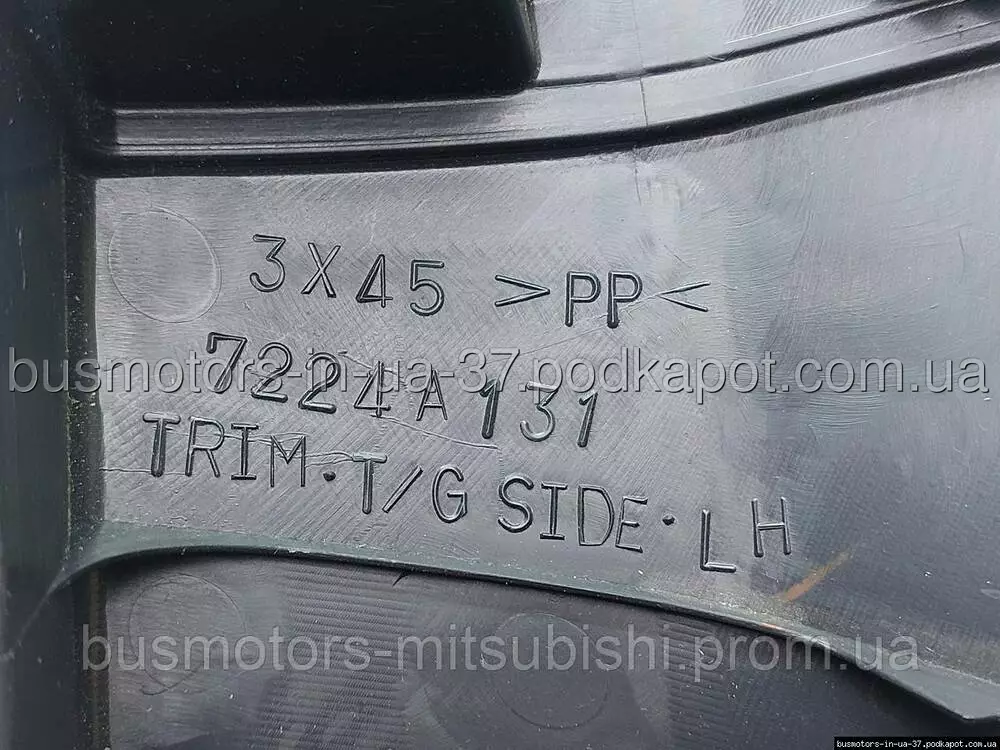 3X45 >PP<
busmotors-in-ua-37.podkapot.com.ua
7224A131
TRIM·T/G SIDE·LH
busmotors-mitsubishi.prom.ua
busmotors-in-ua-37.podkapot.com.ua